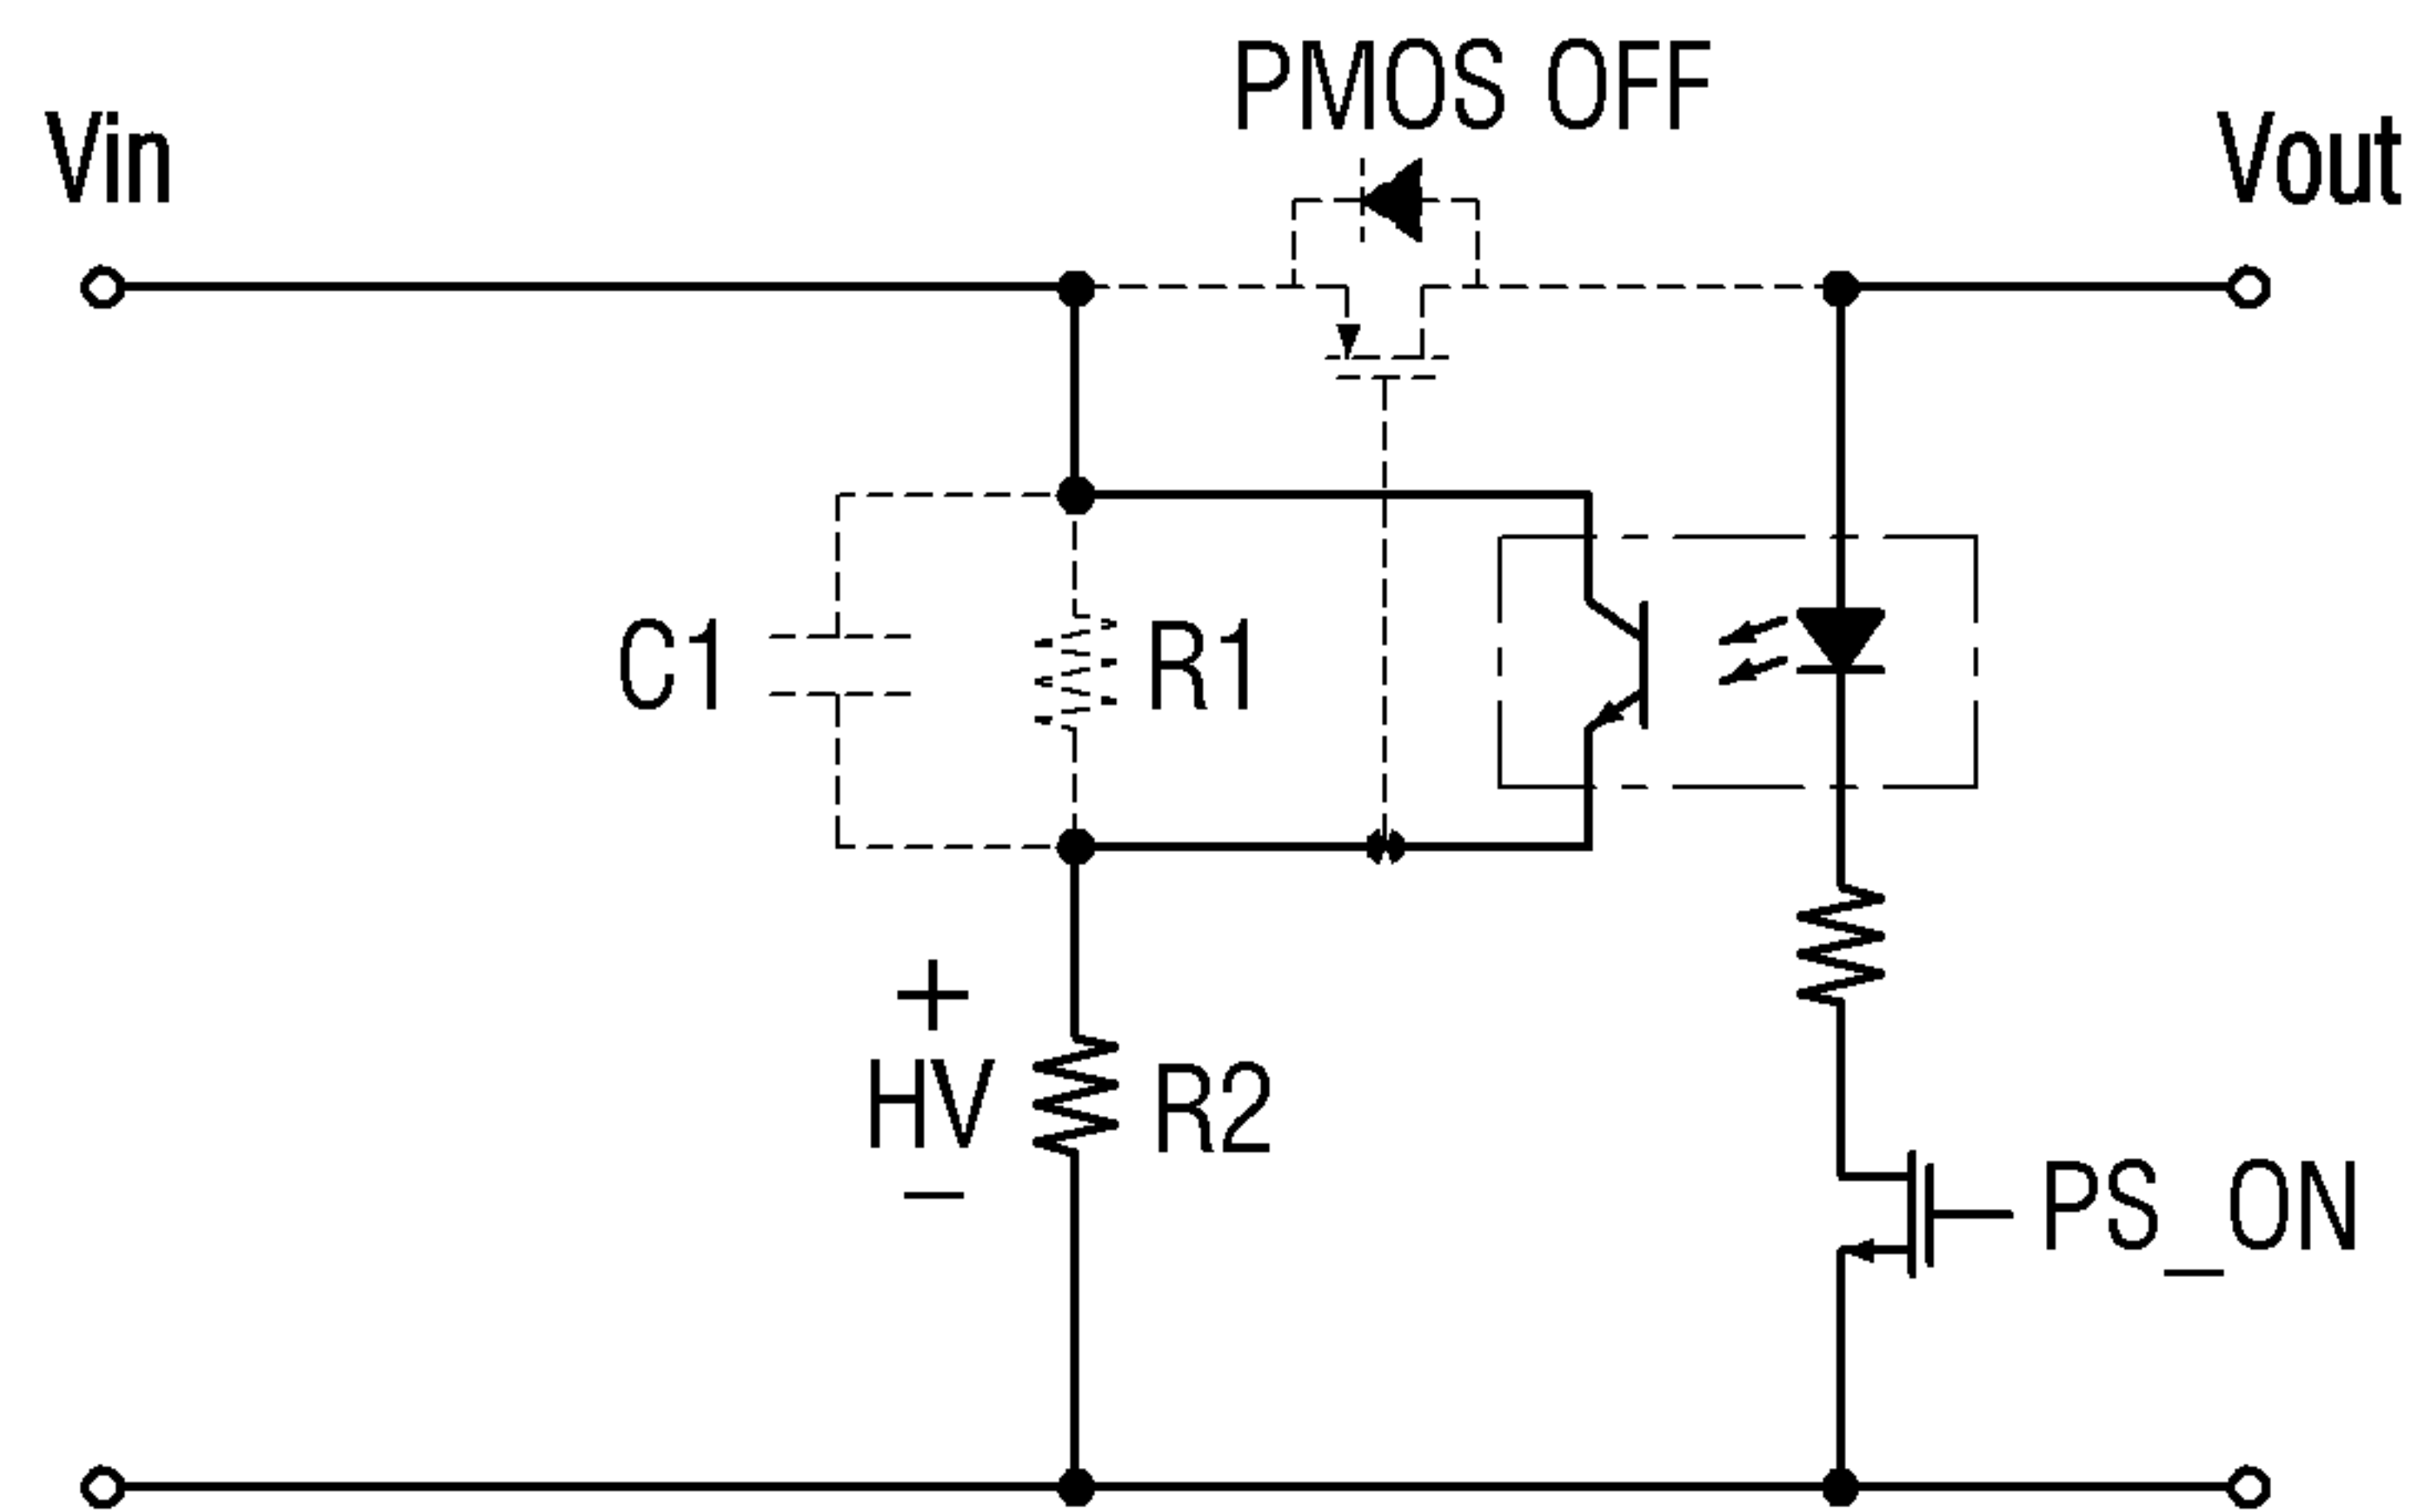 PMOS OFF
Vin
Vout
C1
R1
+
HV
−
R2
PS_ON